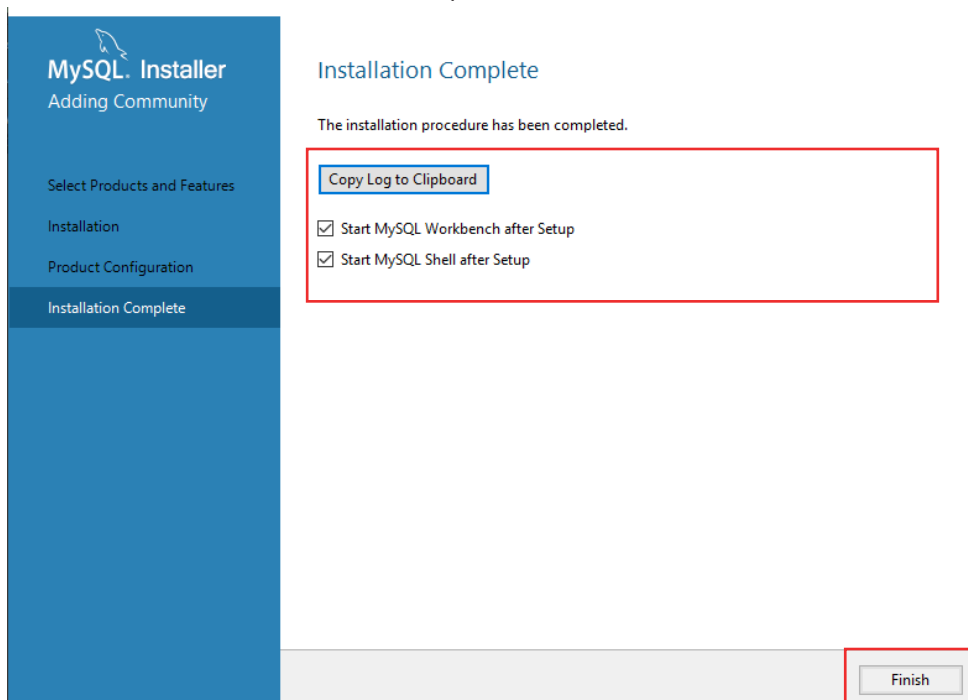 MySQL. Installer
Adding Community
Select Products and Features
Installation
Product Configuration
Installation Complete
Installation Complete
The installation procedure has been completed.
Copy Log to Clipboard
Start MySQL Workbench after Setup
Start MySQL Shell after Setup
Finish